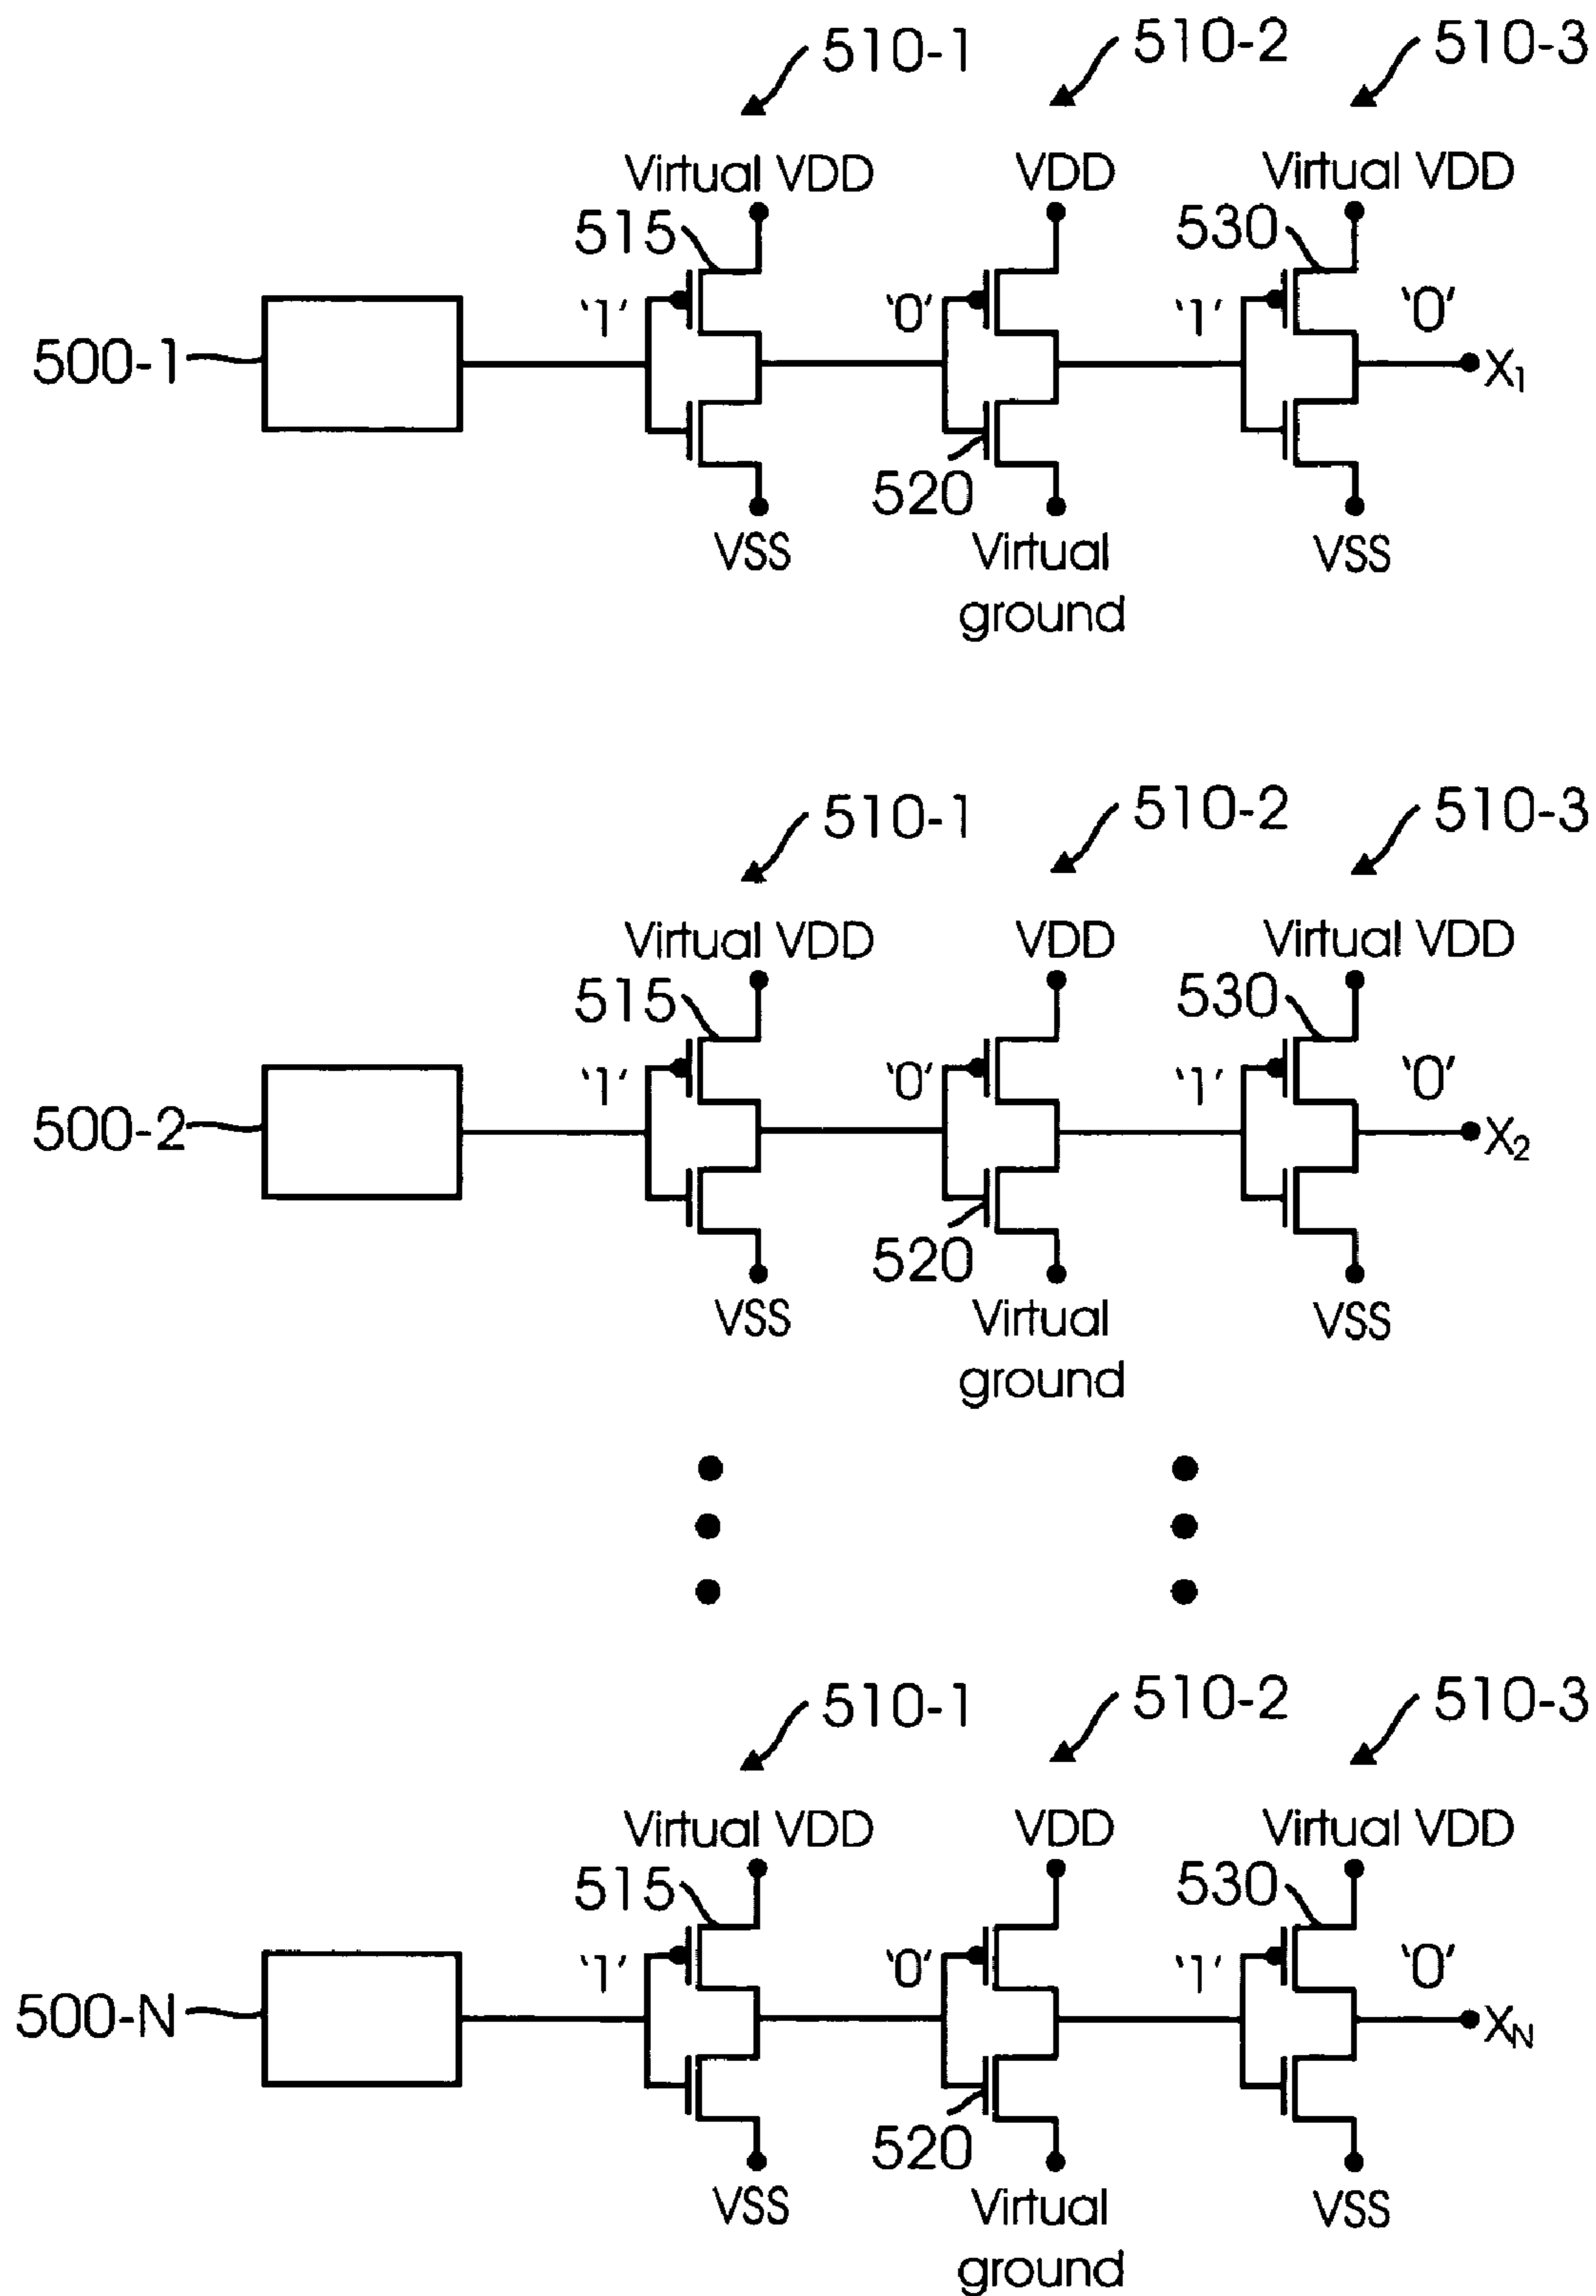 510-1 510-2 510-3
Virtual VDD VDD Virtual VDD
515 530
'1' '0' '1' '0'
500-1 X1
520
VSS Virtual ground VSS
510-1 510-2 510-3
Virtual VDD VDD Virtual VDD
515 530
'1' '0' '1' '0'
500-2 X2
520
VSS Virtual ground VSS
510-1 510-2 510-3
Virtual VDD VDD Virtual VDD
515 530
'1' '0' '1' '0'
500-N XN
520
VSS Virtual ground VSS